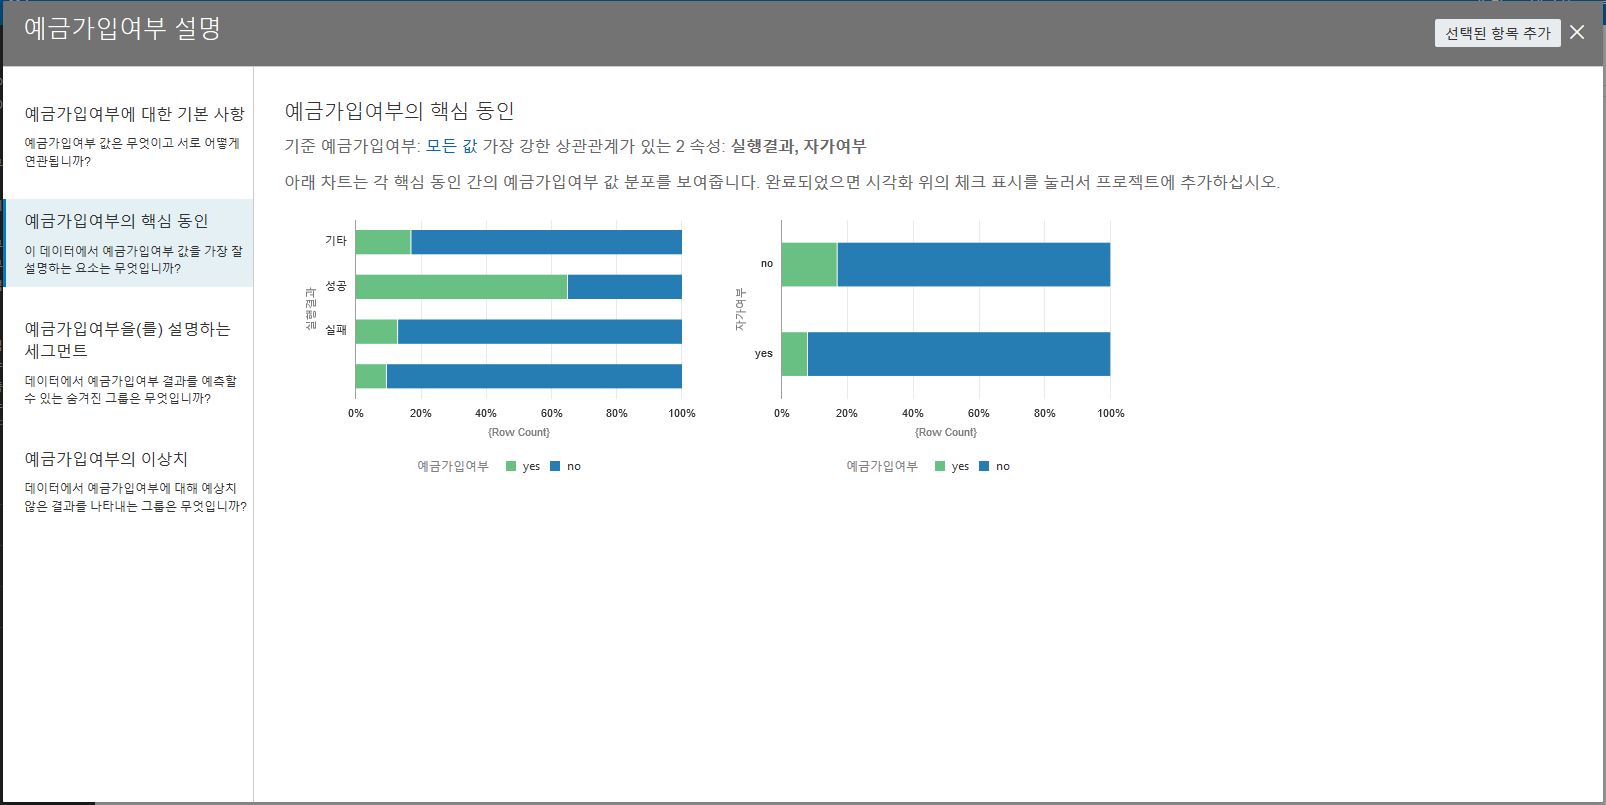 예금가입여부 설명
선택된 항목 추가
예금가입여부에 대한 기본 사항
예금가입여부 값은 무엇이고 서로 어떻게
연관됩니까?
예금가입여부의 핵심 동인
이 데이터에서 예금가입여부 값을 가장 잘
설명하는 요소는 무엇입니까?
예금가입여부을(를) 설명하는
세그먼트
데이터에서 예금가입여부 결과를 예측할
수 있는 숨겨진 그룹은 무엇입니까?
예금가입여부의 이상치
데이터에서 예금가입여부에 대해 예상치
않은 결과를 나타내는 그룹은 무엇입니까?
예금가입여부의 핵심 동인
기준 예금가입여부: 모든 값 가장 강한 상관관계가 있는 2 속성: 실행결과, 자가여부
아래 차트는 각 핵심 동인 간의 예금가입여부 값 분포를 보여줍니다. 완료되었으면 시각화 위의 체크 표시를 눌러서 프로젝트에 추가하십시오.
실행결과
기타
성공
실패
0% 20% 40% 60% 80% 100%
{Row Count}
예금가입여부 yes no
자가여부
no
yes
0% 20% 40% 60% 80% 100%
{Row Count}
예금가입여부 yes no